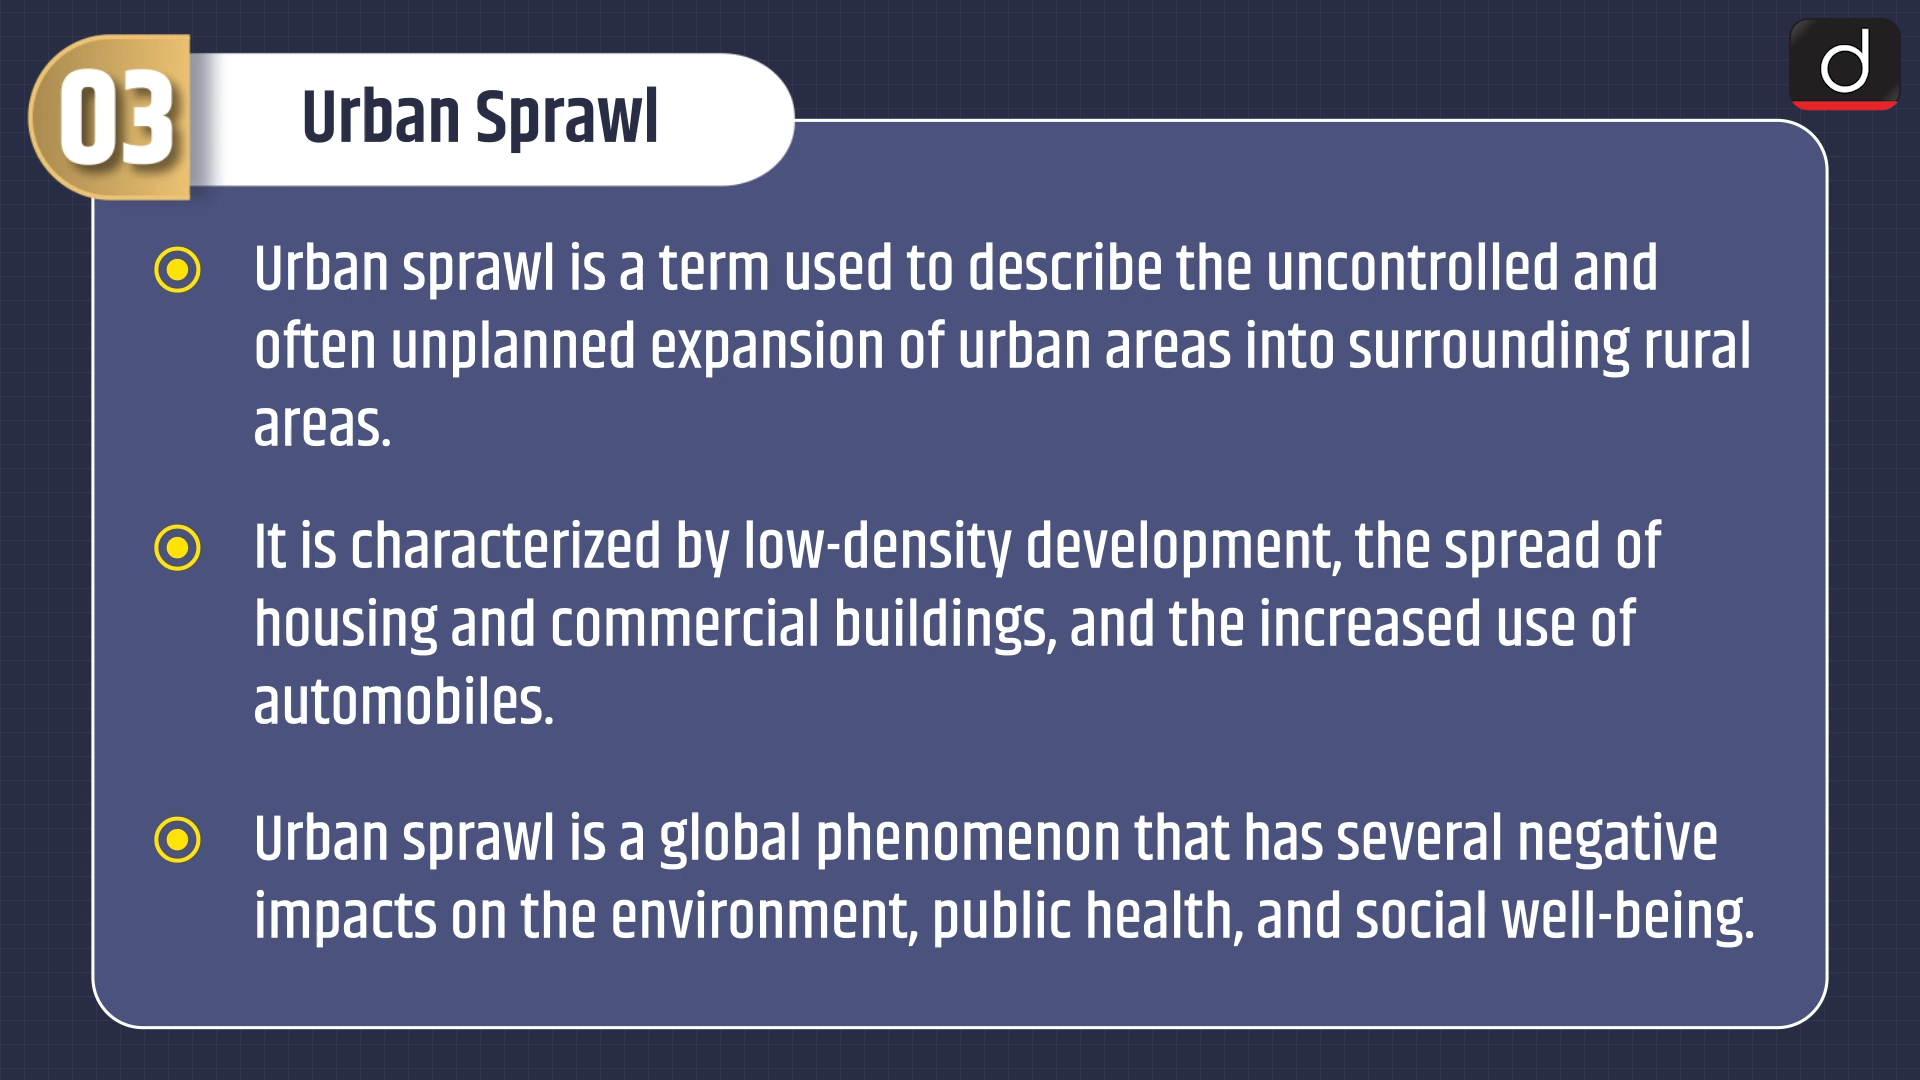 03
Urban Sprawl
d
Urban sprawl is a term used to describe the uncontrolled and
often unplanned expansion of urban areas into surrounding rural
areas.
It is characterized by low-density development, the spread of
housing and commercial buildings, and the increased use of
automobiles.
Urban sprawl is a global phenomenon that has several negative
impacts on the environment, public health, and social well-being.